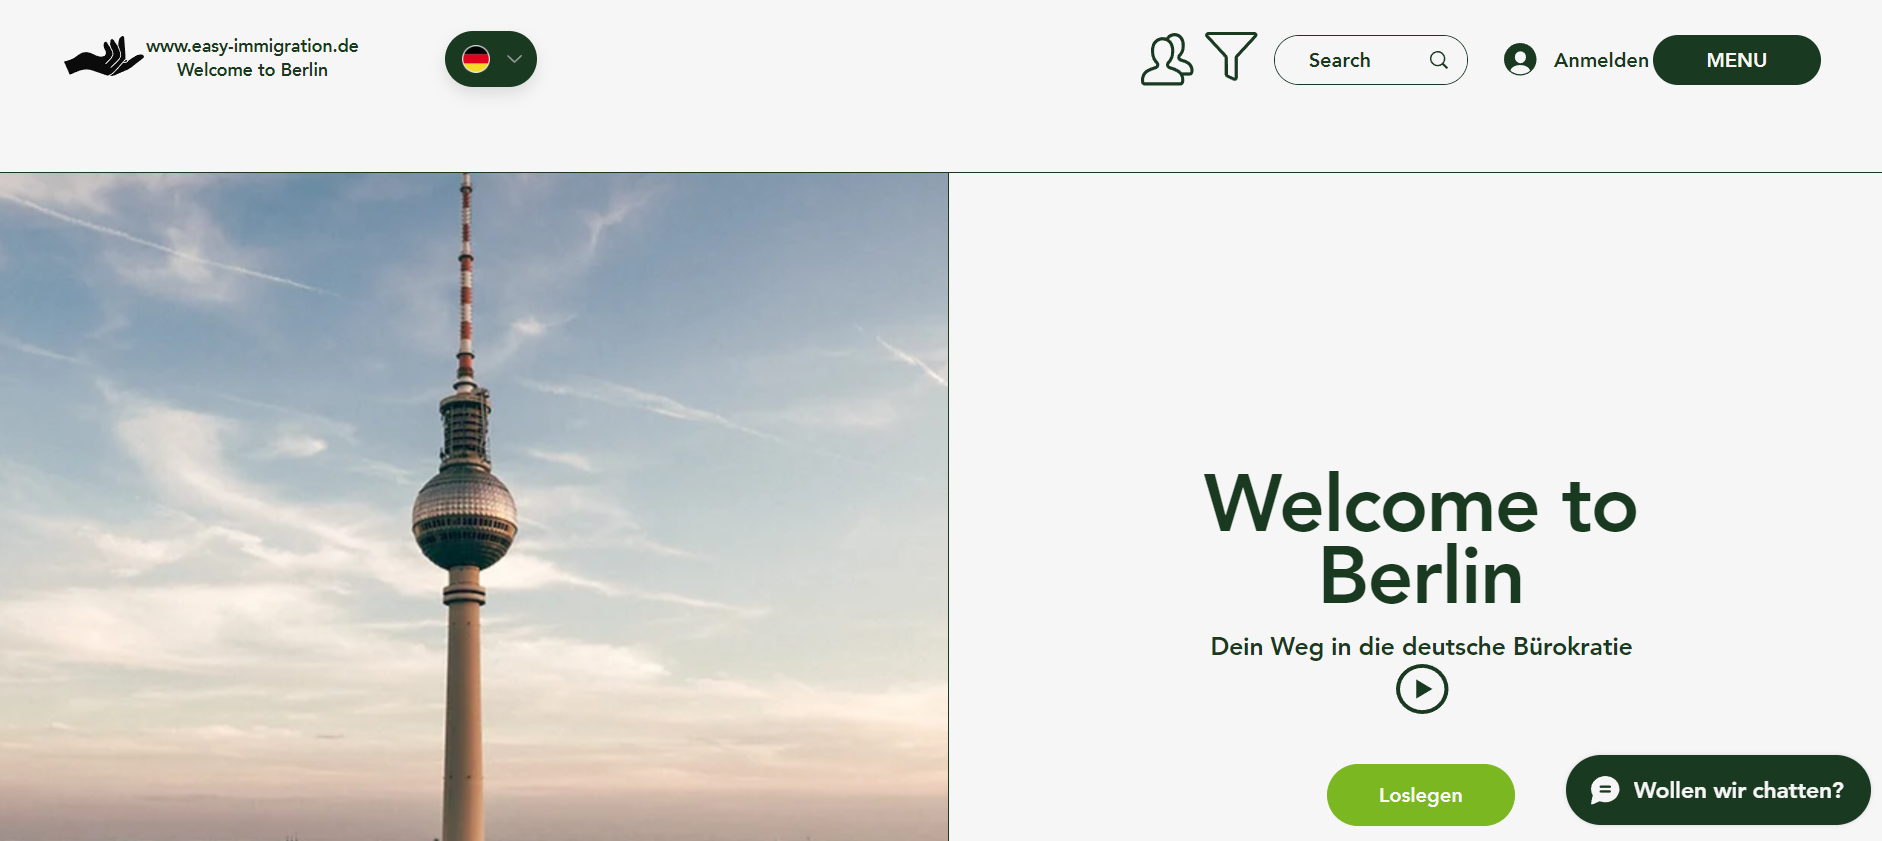 www.easy-immigration.de
Welcome to Berlin
Search
Anmelden
MENU
Welcome to
Berlin
Dein Weg in die deutsche Bürokratie
Loslegen
Wollen wir chatten?